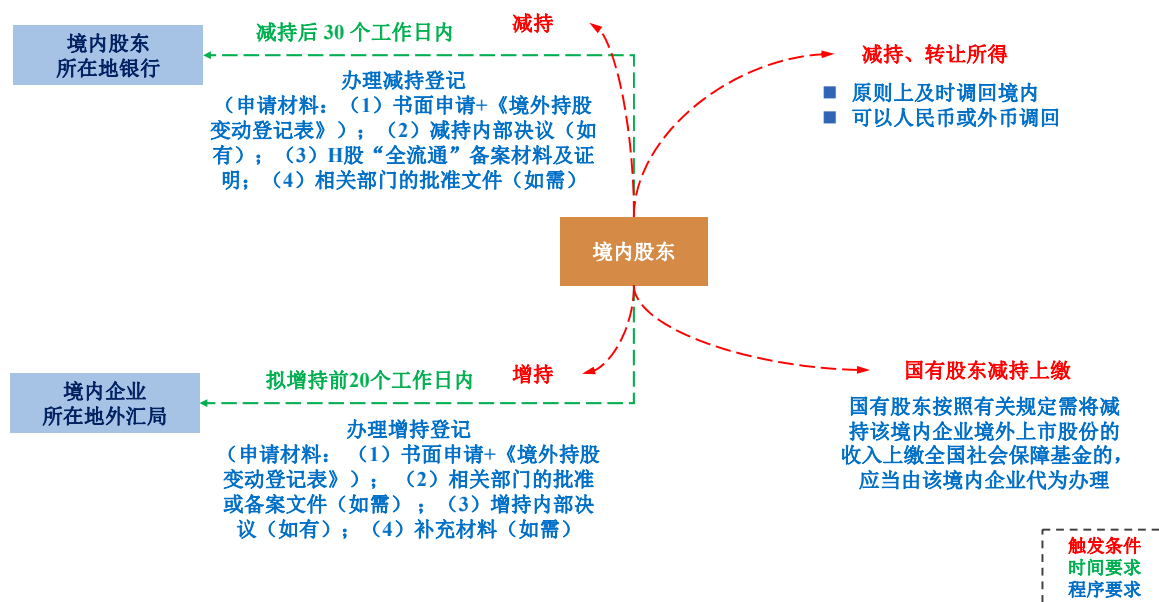 境内股东
所在地银行
减持后 30 个工作日内
减持
办理减持登记
（申请材料：（1）书面申请+《境外持股
变动登记表》）；（2）减持内部决议（如
有）；（3）H股“全流通”备案材料及证
明；（4）相关部门的批准文件（如需）
减持、转让所得
原则上及时调回境内
可以人民币或外币调回
境内股东
境内企业
所在地外汇局
拟增持前20个工作日内
增持
办理增持登记
（申请材料： （1）书面申请+《境外持股
变动登记表》）； （2）相关部门的批准
或备案文件（如需） ；（3）增持内部决
议（如有）；（4）补充材料（如需）
国有股东减持上缴
国有股东按照有关规定需将减
持该境内企业境外上市股份的
收入上缴全国社会保障基金的，
应当由该境内企业代为办理
触发条件
时间要求
程序要求